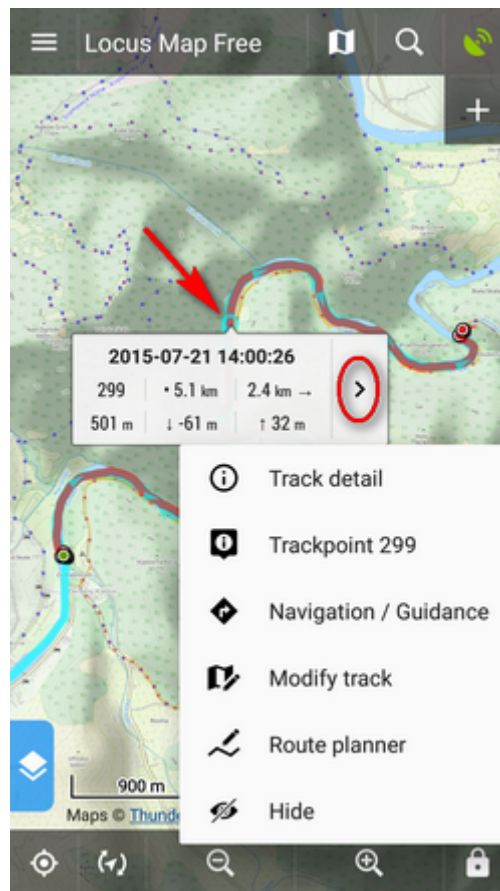 Locus Map Free
2015-07-21 14:00:26
299 • 5.1 km 2.4 km →
501 m ↓ -61 m ↑ 32 m
Track detail
Trackpoint 299
Navigation / Guidance
Modify track
Route planner
Hide
900 m
Maps © Thunde